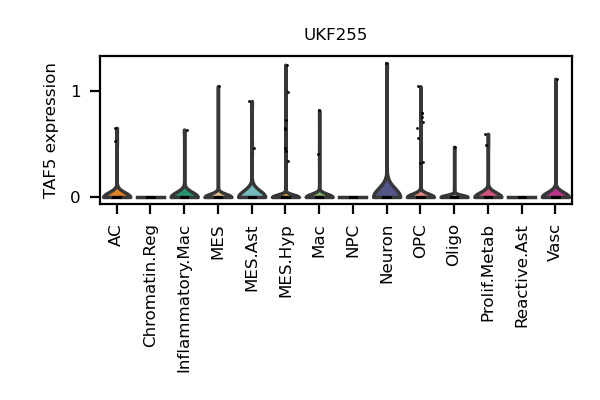 UKF255
TAF5 expression
1
0
AC
Chromatin.Reg
Inflammatory.Mac
MES
MES.Ast
MES.Hyp
Mac
NPC
Neuron
OPC
Oligo
Prolif.Metab
Reactive.Ast
Vasc